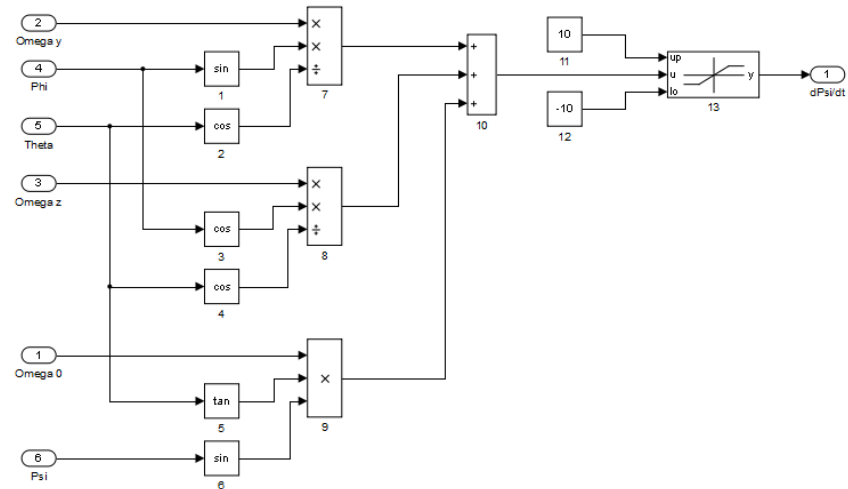 2
Omega y
4
Phi
5
Theta
3
Omega z
1
Omega 0
6
Psi
sin
1
cos
2
cos
3
cos
4
tan
5
sin
6
×
×
÷
7
×
×
÷
8
×
9
+
+
+
10
10
11
-10
12
up
u
lo
y
13
1
dPsi/dt